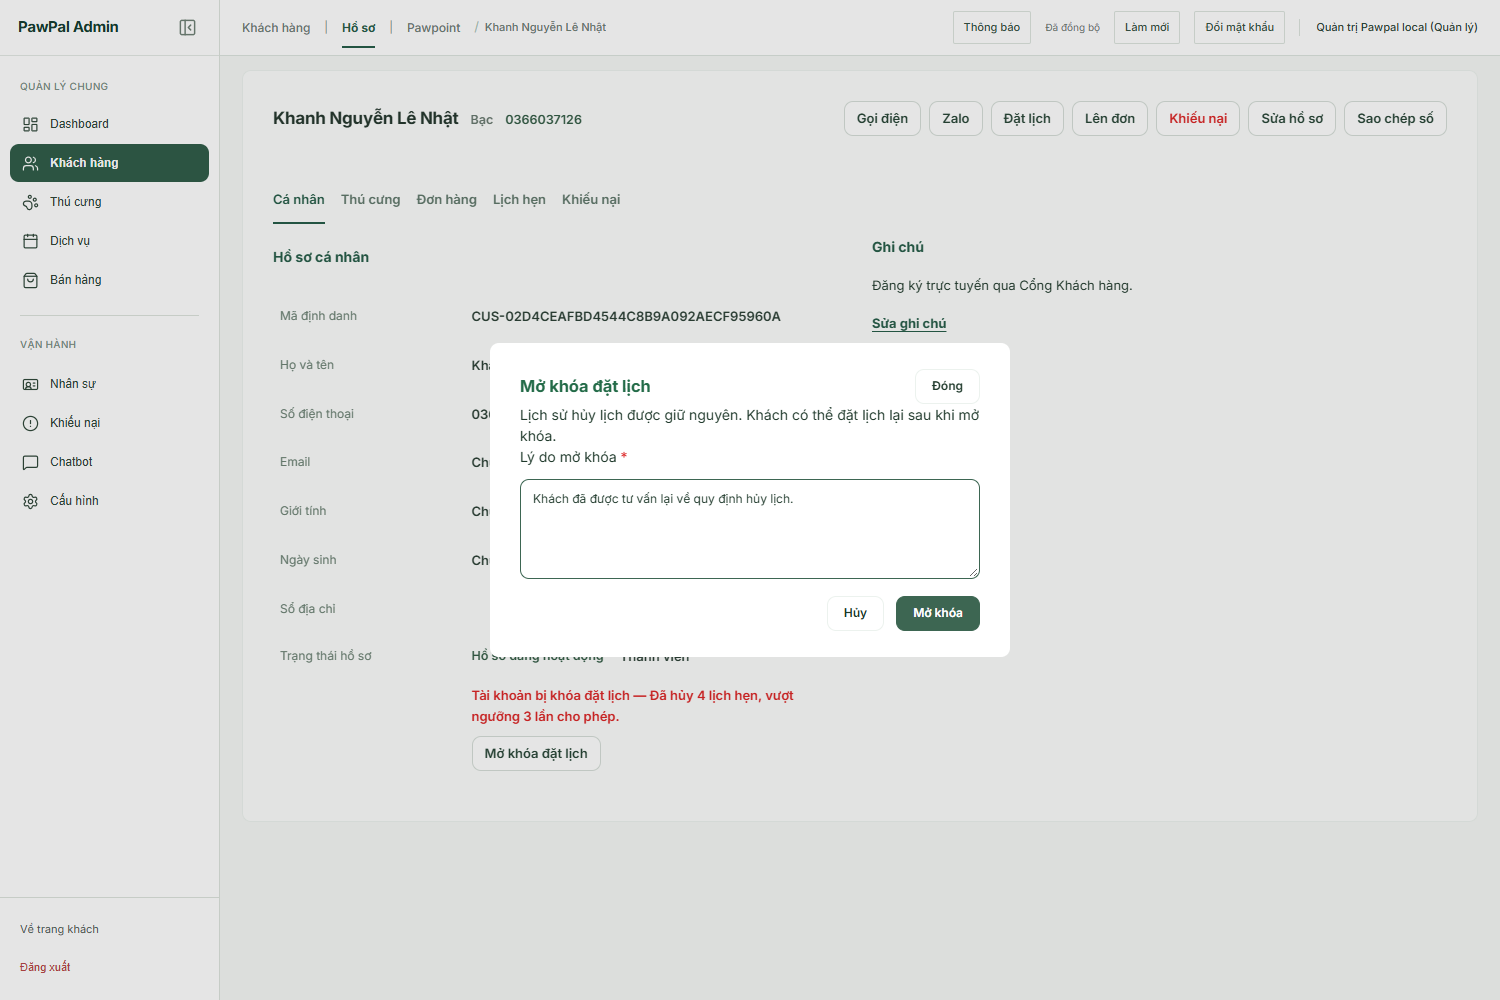 PawPal Admin
Khách hàng | Hồ sơ | Pawpoint / Khanh Nguyễn Lê Nhật
Thông báo
Đã đồng bộ
Làm mới
Đổi mật khẩu
Quản trị Pawpal local (Quản lý)
QUẢN LÝ CHUNG
Dashboard
Khách hàng
Thú cưng
Dịch vụ
Bán hàng
VẬN HÀNH
Nhân sự
Khiếu nại
Chatbot
Cấu hình
Về trang khách
Đăng xuất
Khanh Nguyễn Lê Nhật Bạc 0366037126
Gọi điện
Zalo
Đặt lịch
Lên đơn
Khiếu nại
Sửa hồ sơ
Sao chép số
Cá nhân Thú cưng Đơn hàng Lịch hẹn Khiếu nại
Hồ sơ cá nhân
Mã định danh CUS-02D4CEAFBD4544C8B9A092AECF95960A
Họ và tên
Số điện thoại
Email
Giới tính
Ngày sinh
Sổ địa chỉ
Trạng thái hồ sơ Hồ sơ đang hoạt động Thành viên
Tài khoản bị khóa đặt lịch — Đã hủy 4 lịch hẹn, vượt
ngưỡng 3 lần cho phép.
Mở khóa đặt lịch
Ghi chú
Đăng ký trực tuyến qua Cổng Khách hàng.
Sửa ghi chú
Mở khóa đặt lịch
Đóng
Lịch sử hủy lịch được giữ nguyên. Khách có thể đặt lịch lại sau khi mở
khóa.
Lý do mở khóa *
Khách đã được tư vấn lại về quy định hủy lịch.
Hủy
Mở khóa